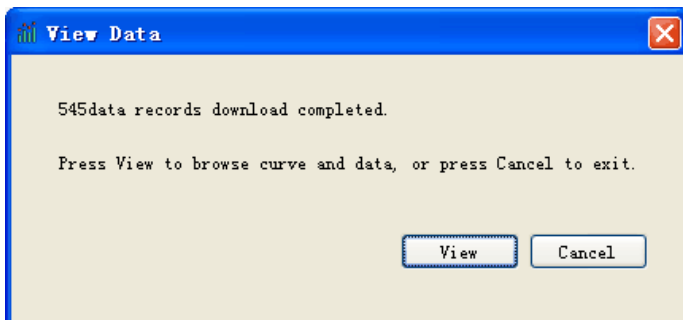 View Data
545data records download completed.
Press View to browse curve and data, or press Cancel to exit.
View Cancel